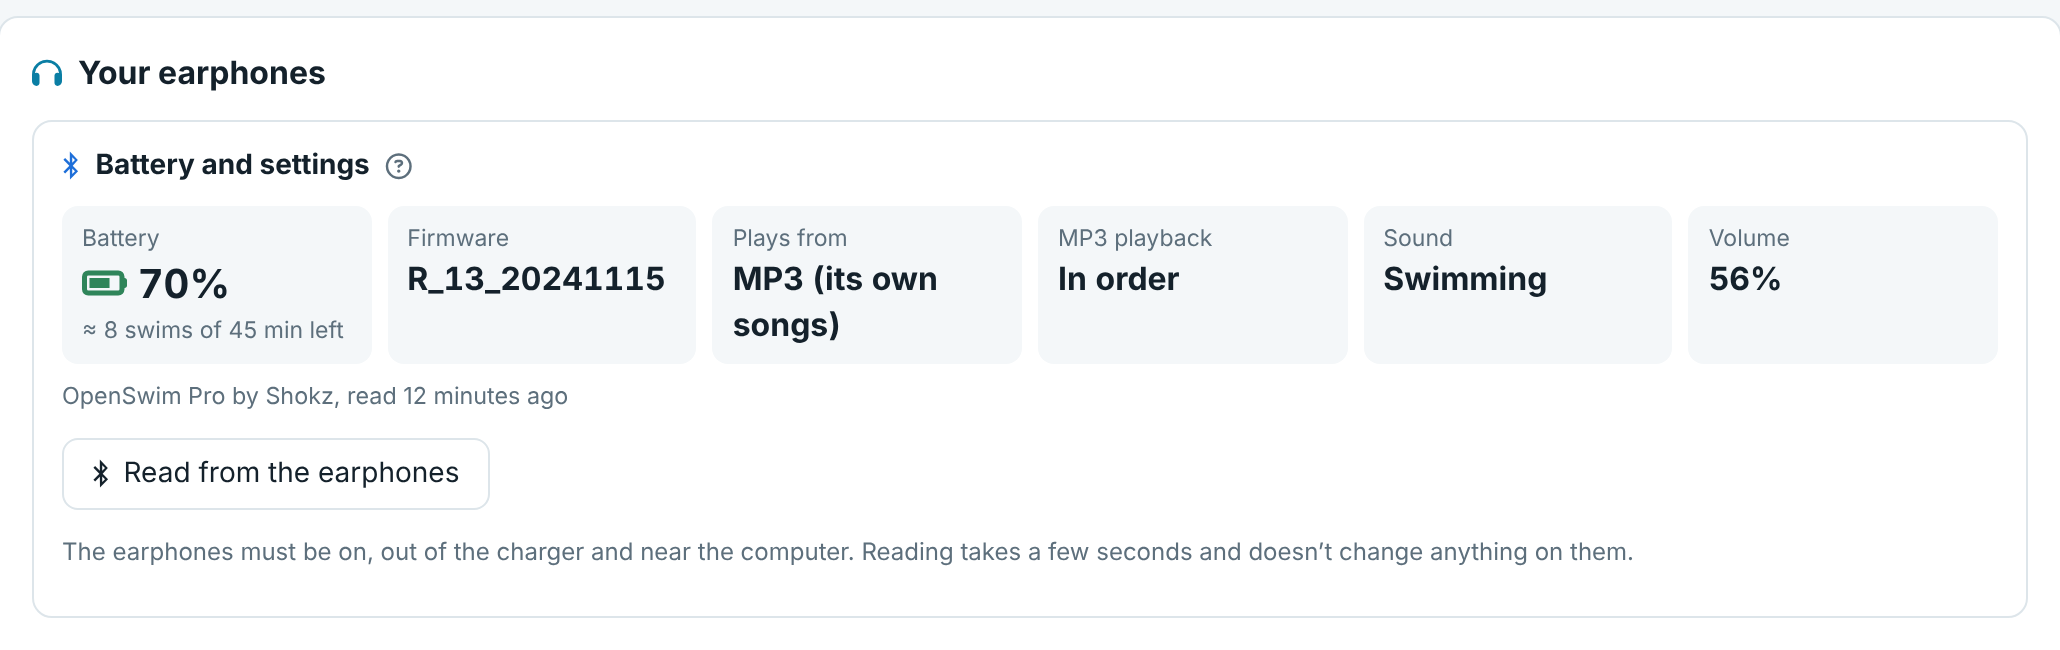 Your earphones
Battery and settings
Battery
70%
≈ 8 swims of 45 min left
Firmware
R_13_20241115
Plays from
MP3 (its own
songs)
MP3 playback
In order
Sound
Swimming
Volume
56%
OpenSwim Pro by Shokz, read 12 minutes ago
Read from the earphones
The earphones must be on, out of the charger and near the computer. Reading takes a few seconds and doesn’t change anything on them.